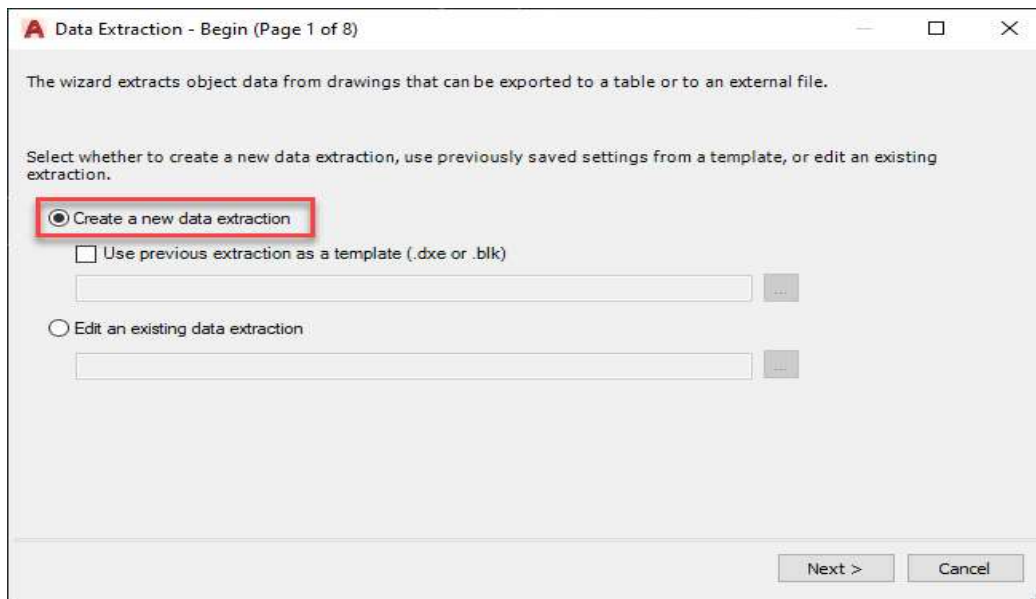 Data Extraction - Begin (Page 1 of 8)
The wizard extracts object data from drawings that can be exported to a table or to an external file.
Select whether to create a new data extraction, use previously saved settings from a template, or edit an existing
extraction.
Create a new data extraction
Use previous extraction as a template (.dxe or .blk)
...
Edit an existing data extraction
...
Next > Cancel